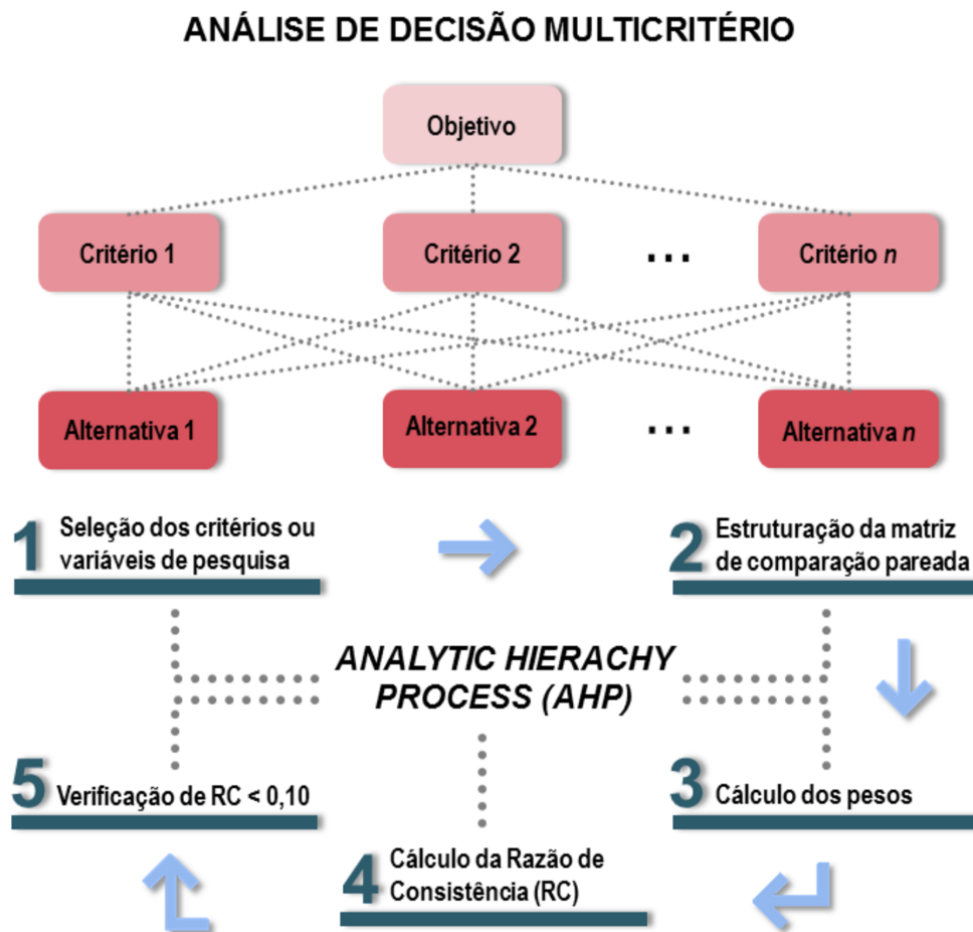 ANÁLISE DE DECISÃO MULTICRITÉRIO
Objetivo
Critério 1
Critério 2
...
Critério n
Alternativa 1
Alternativa 2
...
Alternativa n
1
Seleção dos critérios ou
variáveis de pesquisa
2
Estruturação da matriz
de comparação pareada
ANALYTIC HIERACHY
PROCESS (AHP)
3
Cálculo dos pesos
4
Cálculo da Razão de
Consistência (RC)
5
Verificação de RC < 0,10